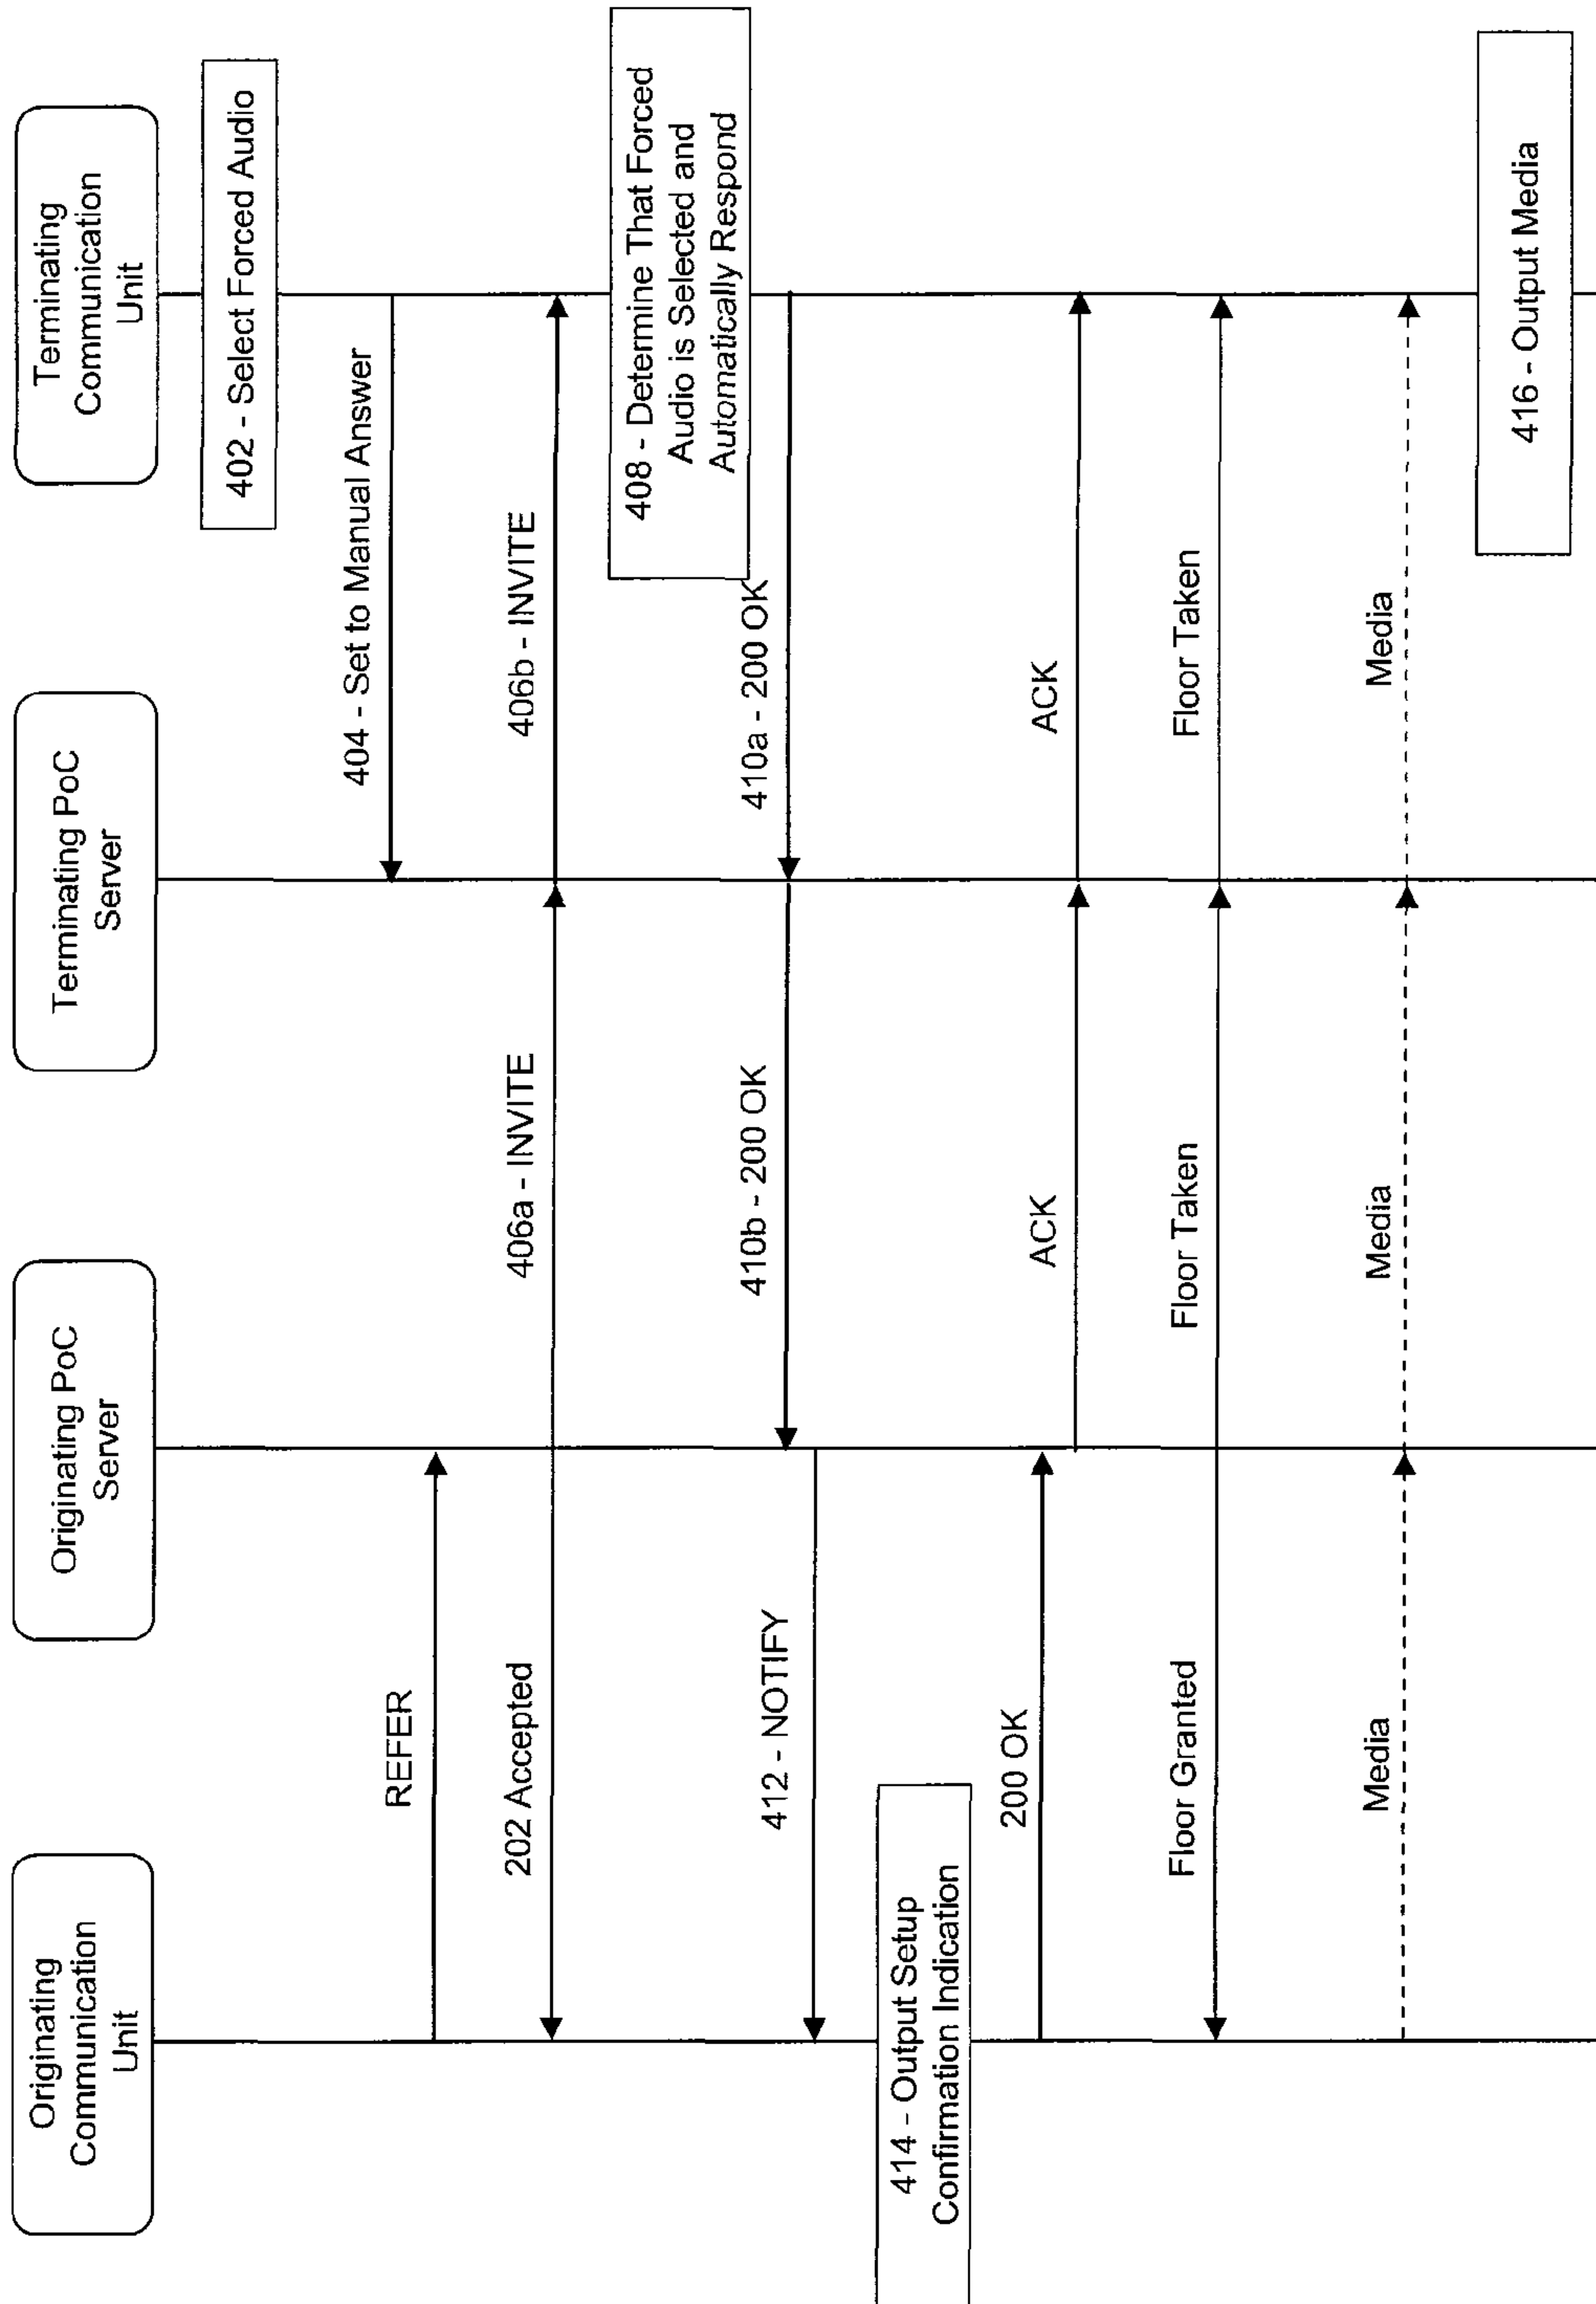 Originating
Communication
Unit
Originating PoC
Server
Terminating PoC
Server
Terminating
Communication
Unit
402 - Select Forced Audio
404 - Set to Manual Answer
REFER
202 Accepted
406a - INVITE
406b - INVITE
408 - Determine That Forced
Audio is Selected and
Automatically Respond
410a - 200 OK
410b - 200 OK
412 - NOTIFY
414 - Output Setup
Confirmation Indication
200 OK
ACK
ACK
Floor Granted
Floor Taken
Floor Taken
Media
Media
Media
416 - Output Media